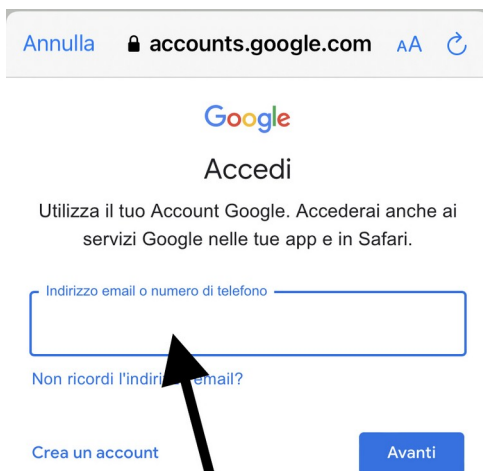 Annulla accounts.google.com AA
Google
Accedi
Utilizza il tuo Account Google. Accederai anche ai
servizi Google nelle tue app e in Safari.
Indirizzo email o numero di telefono
Non ricordi l'indiri email?
Crea un account Avanti